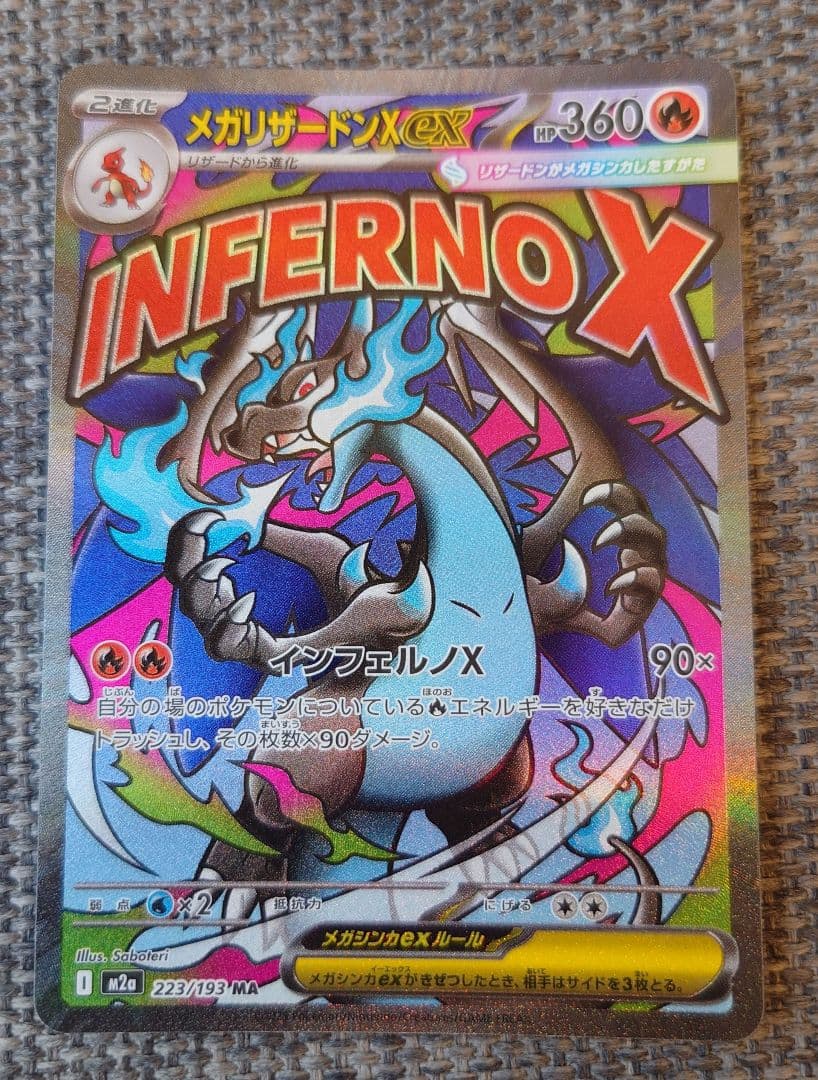 2進化
メガリザードンXex
HP360
リザードから進化
リザードンがメガシンカしたすがた
INFERNO X
インフェルノX 90×
自分の場のポケモンについているエネルギーを好きなだけ
トラッシュし、その枚数×90ダメージ。
弱点 ×2 抵抗力 にげる
Illus. Saboteri
メガシンカexルール
メガシンカexがきぜつしたとき、相手はサイドを3枚とる。
I m2a 223/193 MA
Pokémon/Nintendo/Creatures/GAME FREAK